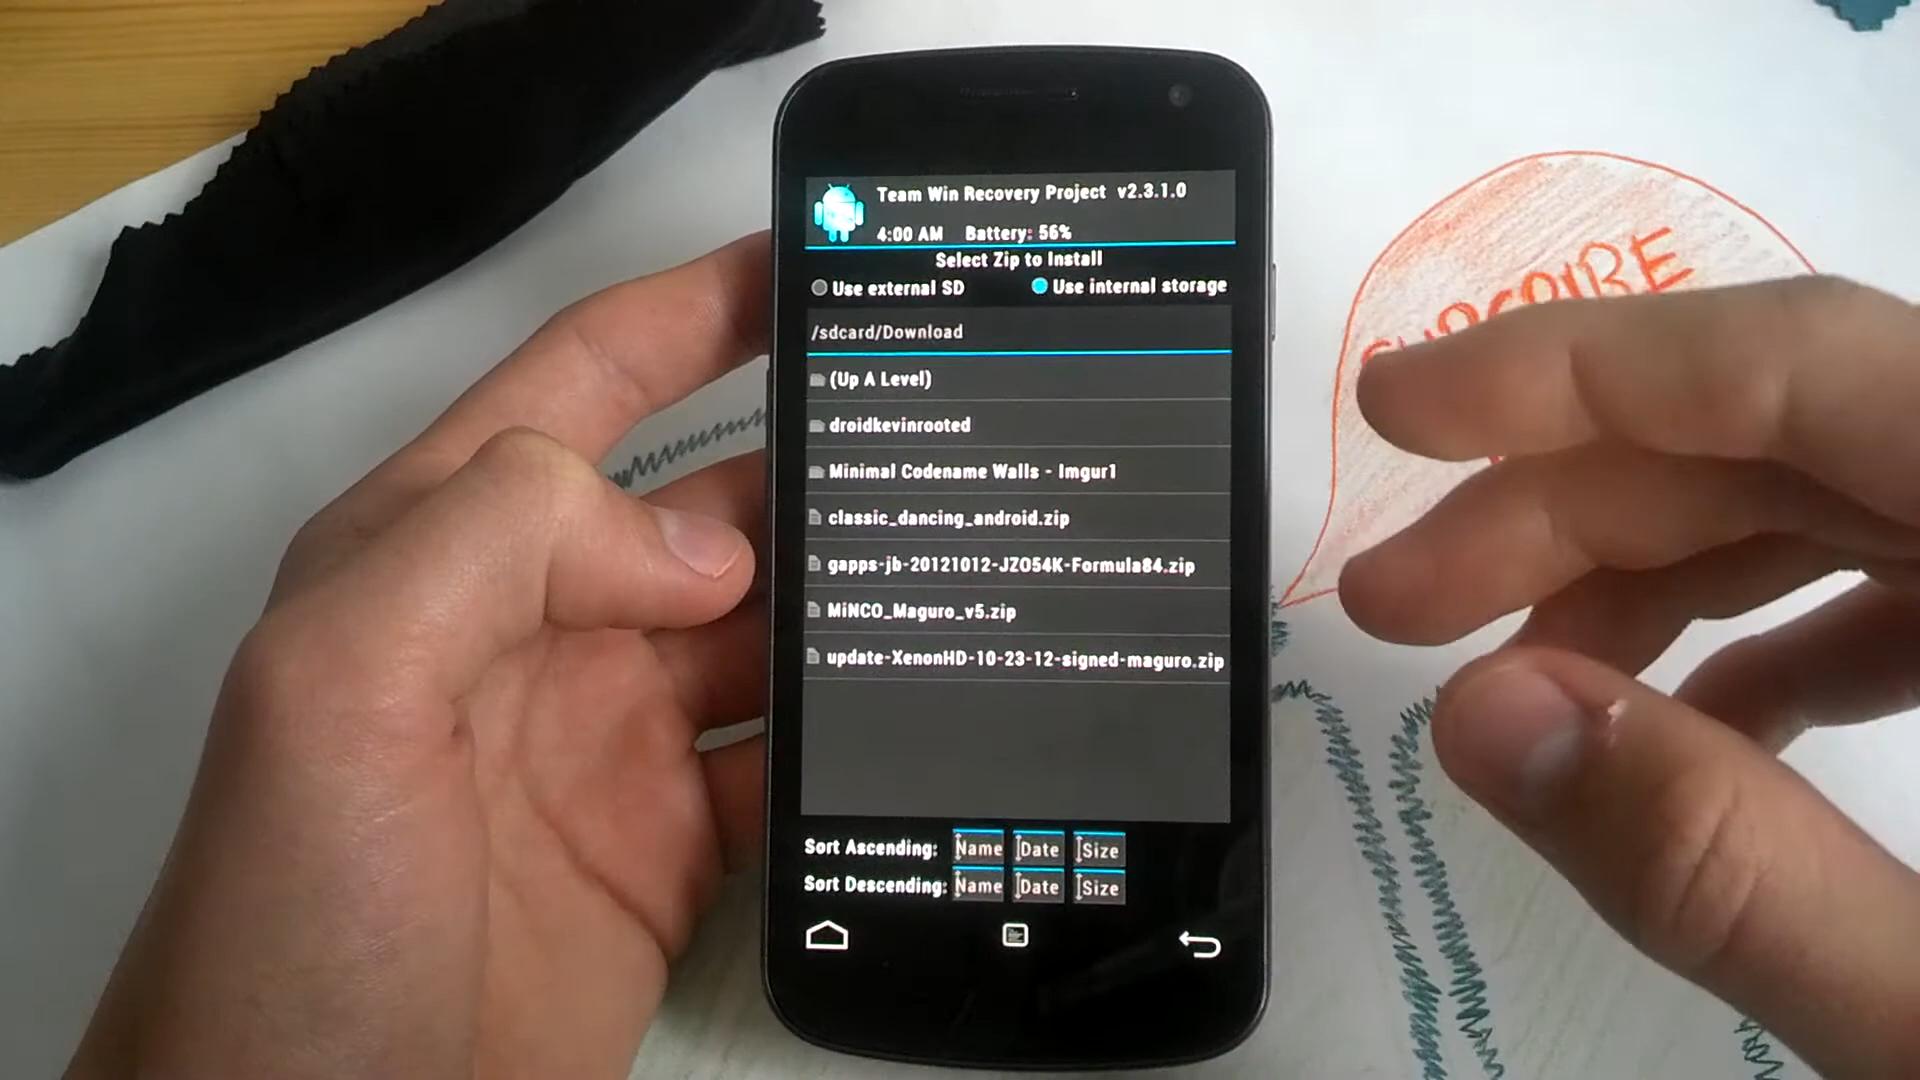 Team Win Recovery Project v2.3.1.0
4:00 AM Battery: 56%
Select Zip to Install
Use external SD Use internal storage
/sdcard/Download
(Up A Level)
droidkevinrooted
Minimal Codename Walls - Imgur1
classic_dancing_android.zip
gapps-jb-20121012-JZO54K-Formula84.zip
MiNCO_Maguro_v5.zip
update-XenonHD-10-23-12-signed-maguro.zip
Sort Ascending: Name Date Size
Sort Descending: Name Date Size